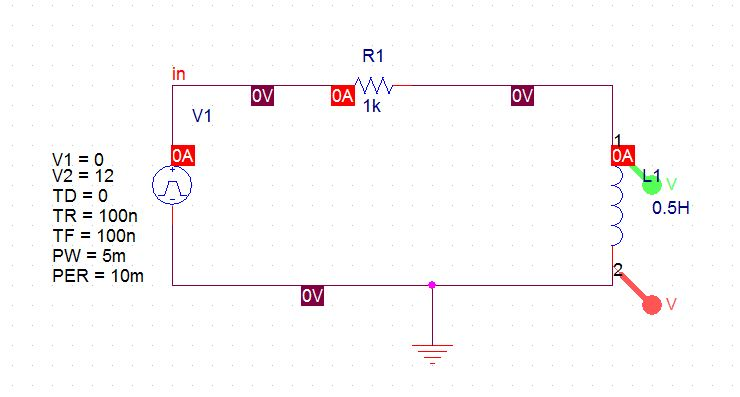 R1
in
0V
0A
0V
1k
V1
1
0A
0A
V1 = 0
V2 = 12
TD = 0
TR = 100n
TF = 100n
PW = 5m
PER = 10m
L1
V
0.5H
2
0V
V